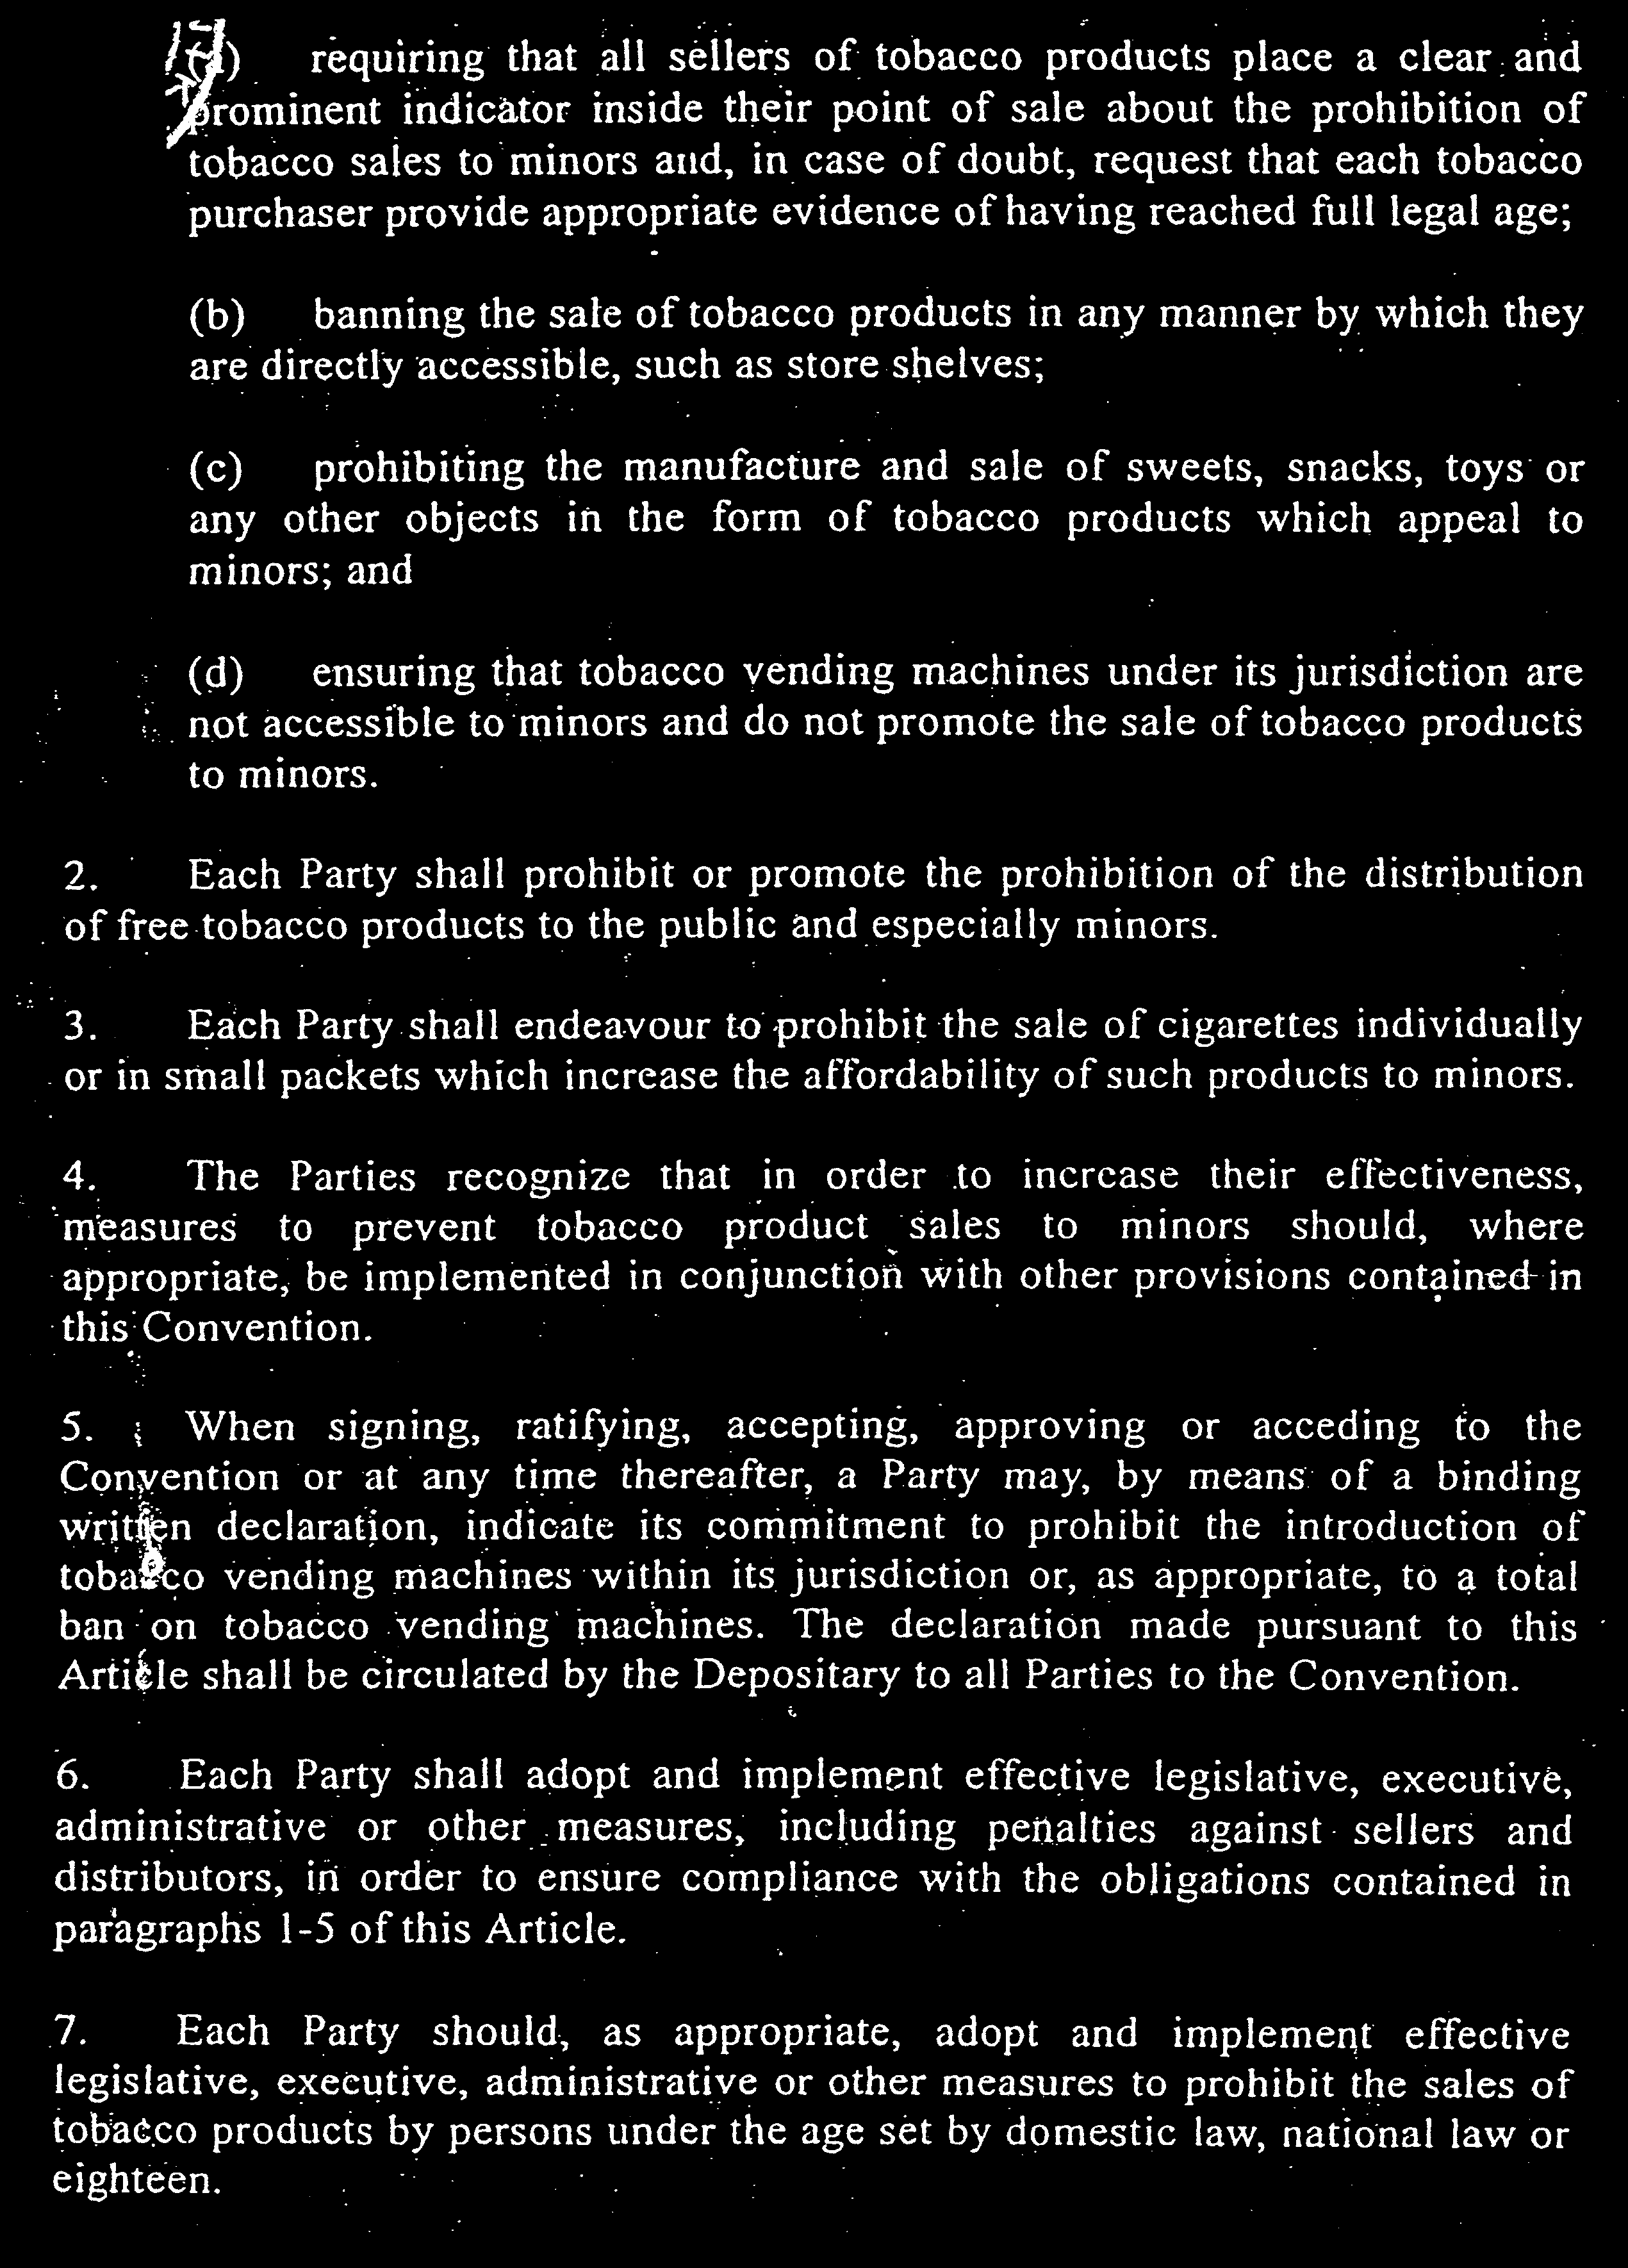 (a) requiring that all sellers of tobacco products place a clear and
prominent indicator inside their point of sale about the prohibition of
tobacco sales to minors and, in case of doubt, request that each tobacco
purchaser provide appropriate evidence of having reached full legal age;
(b) banning the sale of tobacco products in any manner by which they
are directly accessible, such as store shelves;
(c) prohibiting the manufacture and sale of sweets, snacks, toys or
any other objects in the form of tobacco products which appeal to
minors; and
(d) ensuring that tobacco vending machines under its jurisdiction are
not accessible to minors and do not promote the sale of tobacco products
to minors.
2. Each Party shall prohibit or promote the prohibition of the distribution
of free tobacco products to the public and especially minors.
3. Each Party shall endeavour to prohibit the sale of cigarettes individually
or in small packets which increase the affordability of such products to minors.
4. The Parties recognize that in order to increase their effectiveness,
measures to prevent tobacco product sales to minors should, where
appropriate, be implemented in conjunction with other provisions contained in
this Convention.
5. When signing, ratifying, accepting, approving or acceding to the
Convention or at any time thereafter, a Party may, by means of a binding
written declaration, indicate its commitment to prohibit the introduction of
tobacco vending machines within its jurisdiction or, as appropriate, to a total
ban on tobacco vending machines. The declaration made pursuant to this
Article shall be circulated by the Depositary to all Parties to the Convention.
6. Each Party shall adopt and implement effective legislative, executive,
administrative or other measures, including penalties against sellers and
distributors, in order to ensure compliance with the obligations contained in
paragraphs 1-5 of this Article.
7. Each Party should, as appropriate, adopt and implement effective
legislative, executive, administrative or other measures to prohibit the sales of
tobacco products by persons under the age set by domestic law, national law or
eighteen.